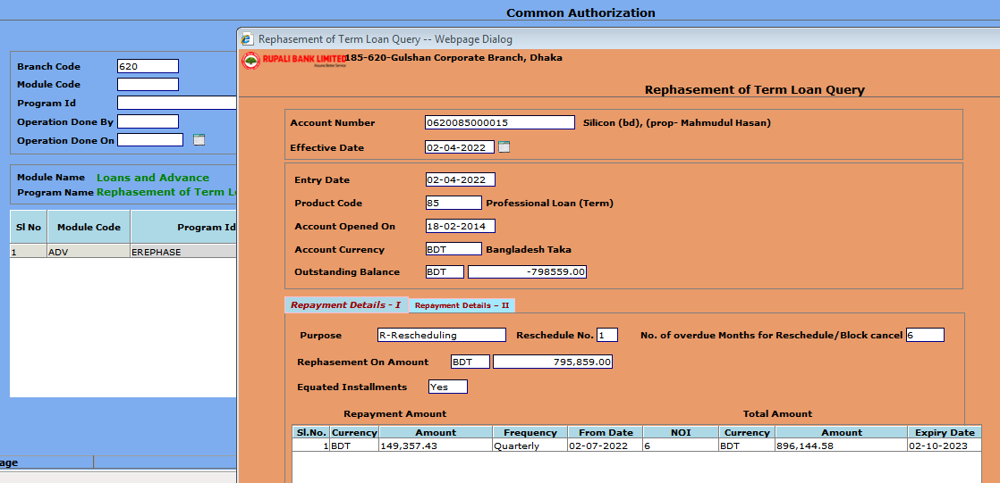 Common Authorization
Branch Code 620
Module Code
Program Id
Operation Done By
Operation Done On
Module Name Loans and Advance
Program Name Rephasement of Term Lo
Sl No Module Code Program Id
1 ADV EREPHASE
age
Rephasement of Term Loan Query -- Webpage Dialog
RUPALI BANK LIMITED 185-620-Gulshan Corporate Branch, Dhaka
Assures Better Service
Rephasement of Term Loan Query
Account Number 0620085000015 Silicon (bd), (prop- Mahmudul Hasan)
Effective Date 02-04-2022
Entry Date 02-04-2022
Product Code 85 Professional Loan (Term)
Account Opened On 18-02-2014
Account Currency BDT Bangladesh Taka
Outstanding Balance BDT -798559.00
Repayment Details - I Repayment Details – II
Purpose R-Rescheduling Reschedule No. 1 No. of overdue Months for Reschedule/Block cancel 6
Rephasement On Amount BDT 795,859.00
Equated Installments Yes
Repayment Amount Total Amount
Sl.No. Currency Amount Frequency From Date NOI Currency Amount Expiry Date
1 BDT 149,357.43 Quarterly 02-07-2022 6 BDT 896,144.58 02-10-2023